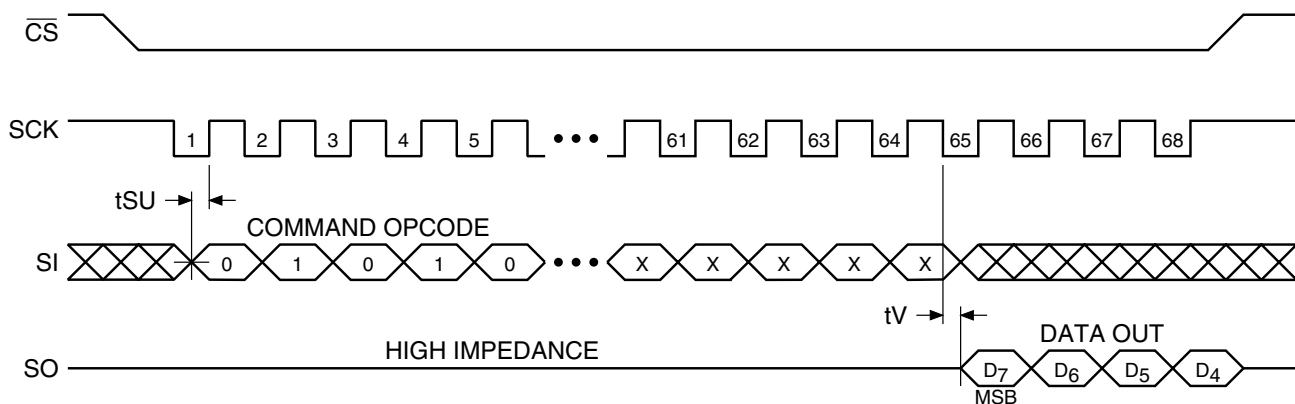 CS
SCK 1 2 3 4 5 ••• 61 62 63 64 65 66 67 68
tSU
COMMAND OPCODE
SI 0 1 0 1 0 ••• X X X X X
tV
DATA OUT
HIGH IMPEDANCE
SO D7 D6 D5 D4
MSB